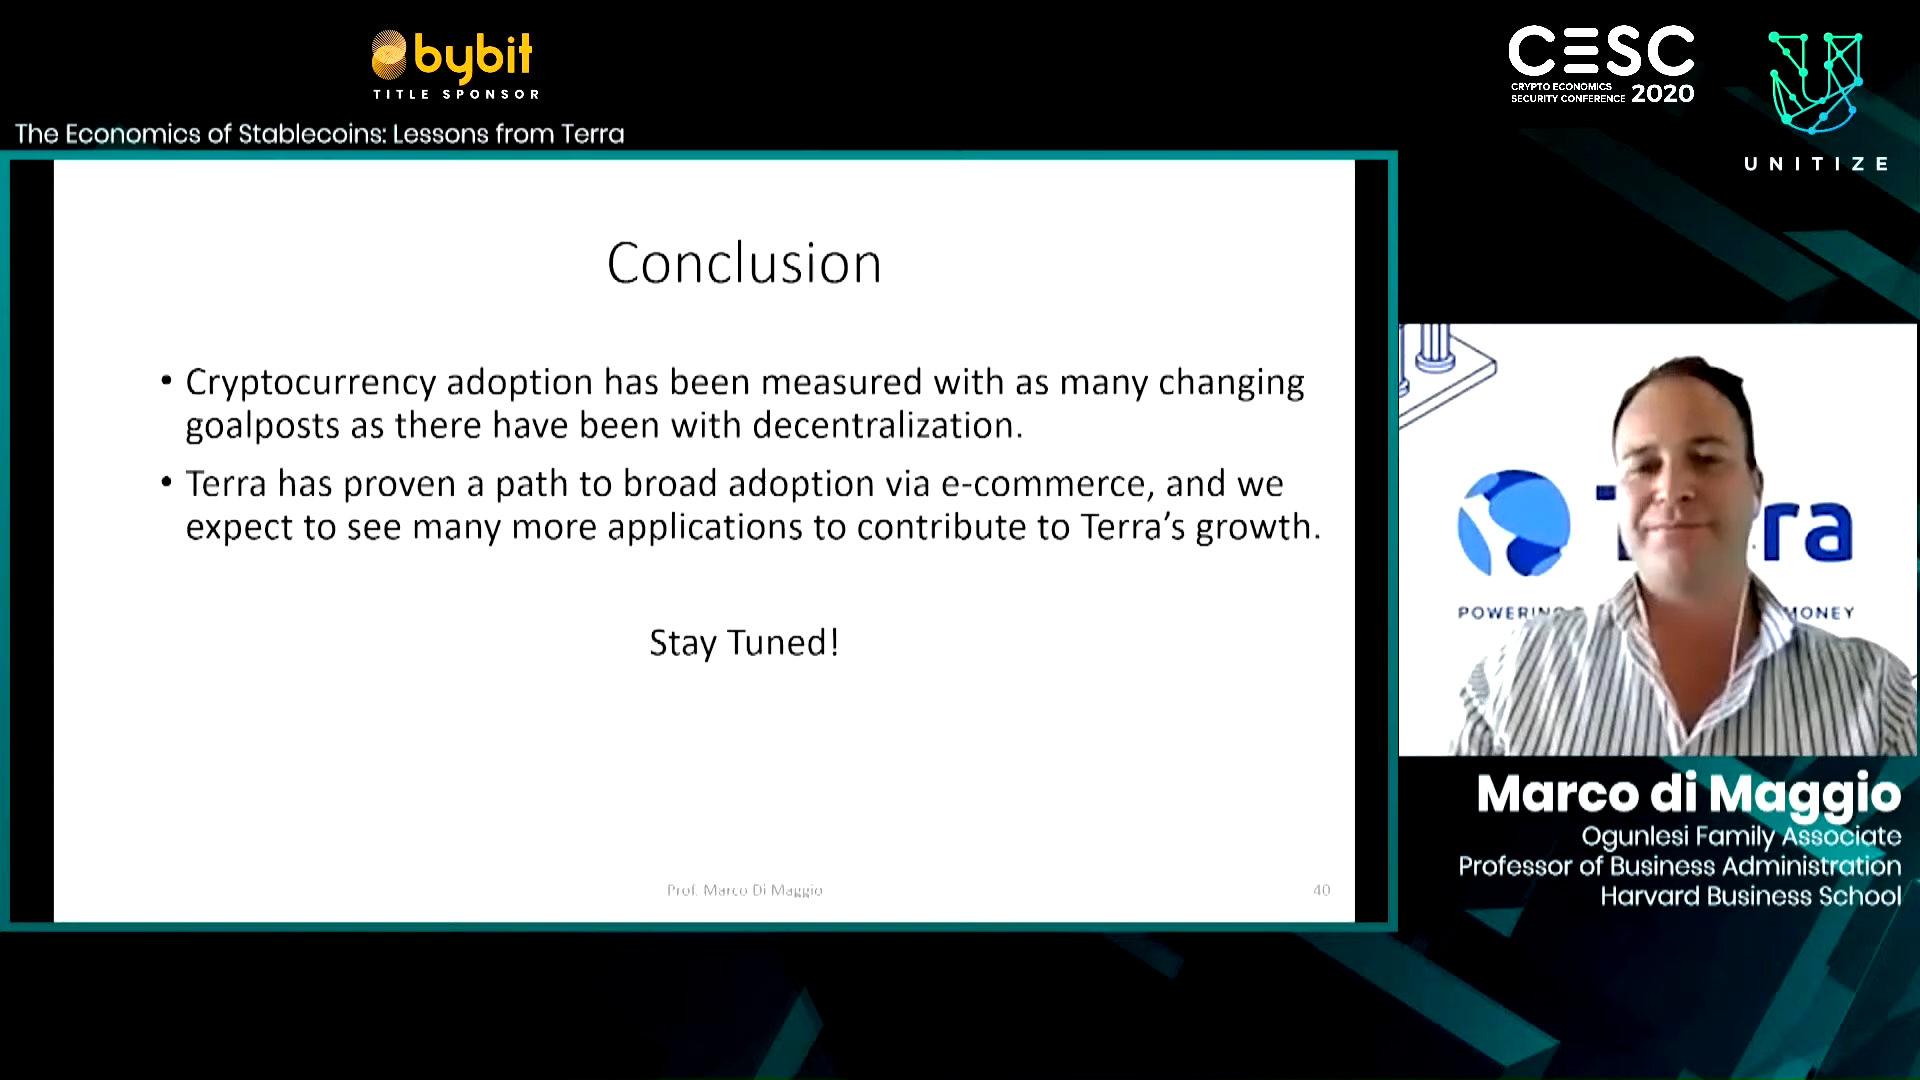 bybit
TITLE SPONSOR
CESC
CRYPTO ECONOMICS
SECURITY CONFERENCE 2020
UNITIZE
The Economics of Stablecoins: Lessons from Terra
Conclusion
• Cryptocurrency adoption has been measured with as many changing
goalposts as there have been with decentralization.
• Terra has proven a path to broad adoption via e-commerce, and we
expect to see many more applications to contribute to Terra’s growth.
Stay Tuned!
Prof. Marco Di Maggio
40
ra
MONEY
Marco di Maggio
Ogunlesi Family Associate
Professor of Business Administration
Harvard Business School